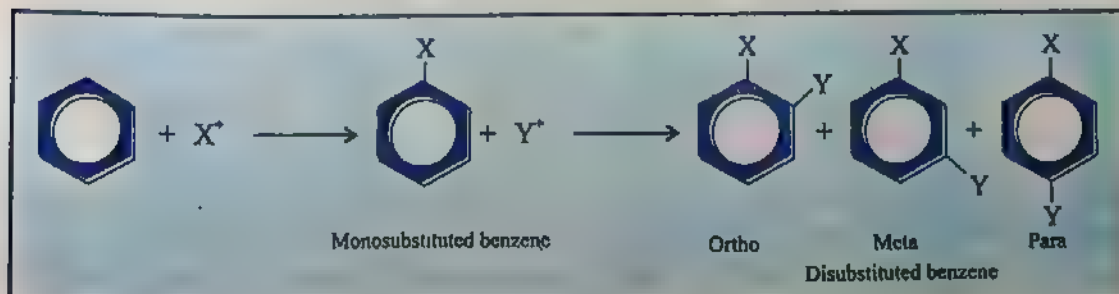 X X X X
Y
+ X⁺ + Y⁺ + +
Y
Y
Monosubstituted benzene Ortho Meta Para
Disubstituted benzene